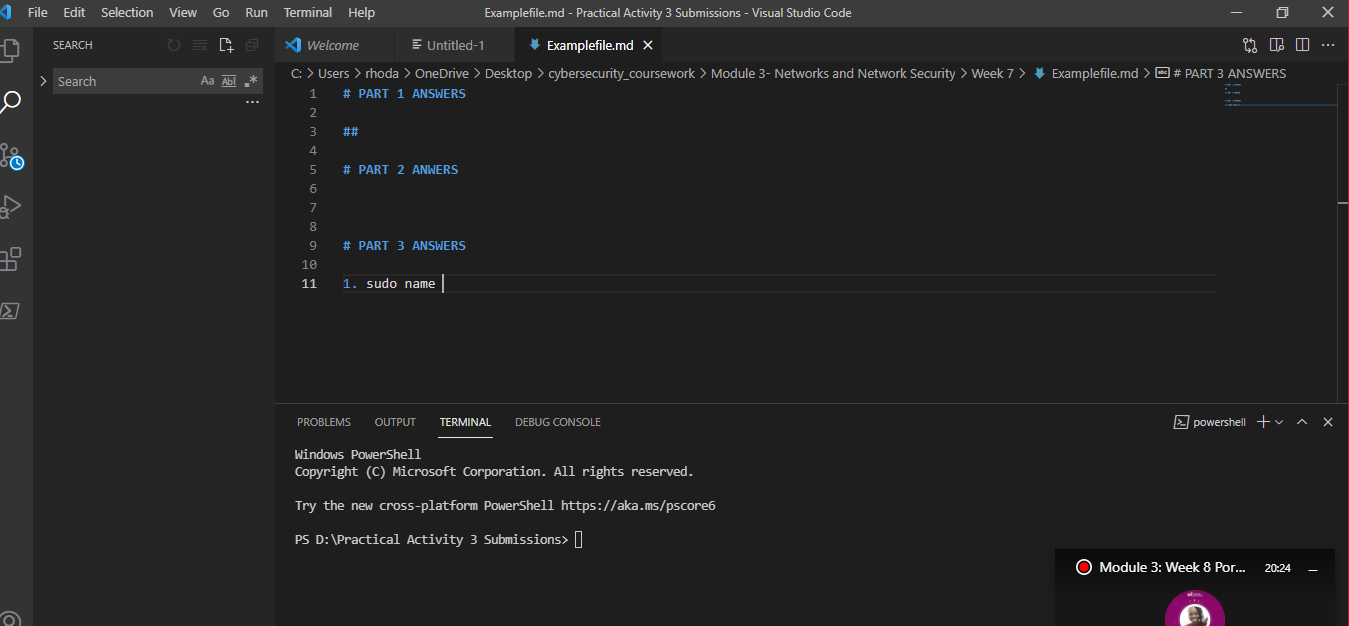 File Edit Selection View Go Run Terminal Help
Examplefile.md - Practical Activity 3 Submissions - Visual Studio Code
SEARCH
Search
Aa Abl .*
Welcome
Untitled-1
Examplefile.md
C: > Users > rhoda > OneDrive > Desktop > cybersecurity_coursework > Module 3- Networks and Network Security > Week 7 > Examplefile.md > abc # PART 3 ANSWERS
1 # PART 1 ANSWERS
2
3 ##
4
5 # PART 2 ANWERS
6
7
8
9 # PART 3 ANSWERS
10
11 1. sudo name
PROBLEMS OUTPUT TERMINAL DEBUG CONSOLE
powershell
Windows PowerShell
Copyright (C) Microsoft Corporation. All rights reserved.
Try the new cross-platform PowerShell https://aka.ms/pscore6
PS D:\Practical Activity 3 Submissions>
Module 3: Week 8 Por... 20:24